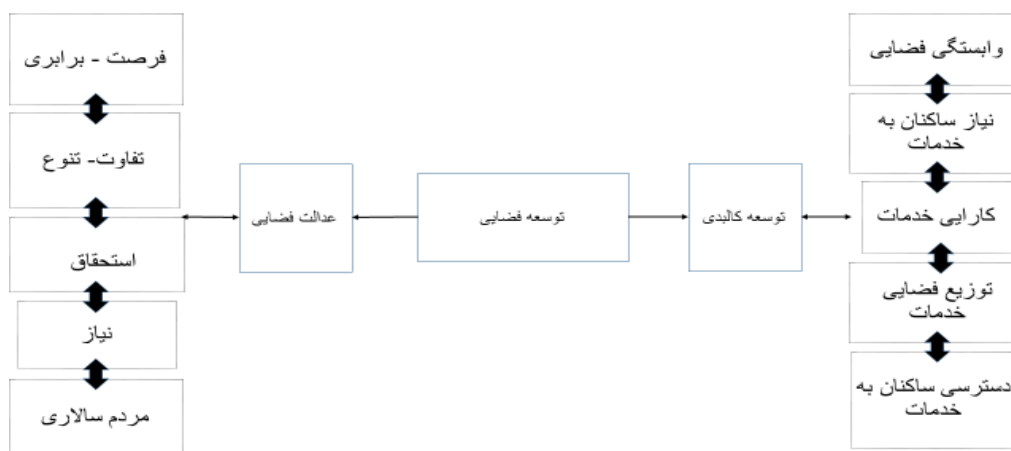 وابستگی فضایی
نیاز ساکنان به
خدمات
کارایی خدمات
توزیع فضایی
خدمات
دسترسی ساکنان به
خدمات
توسعه کالبدی
توسعه فضایی
عدالت فضایی
فرصت - برابری
تفاوت- تنوع
استحقاق
نیاز
مردم سالاری